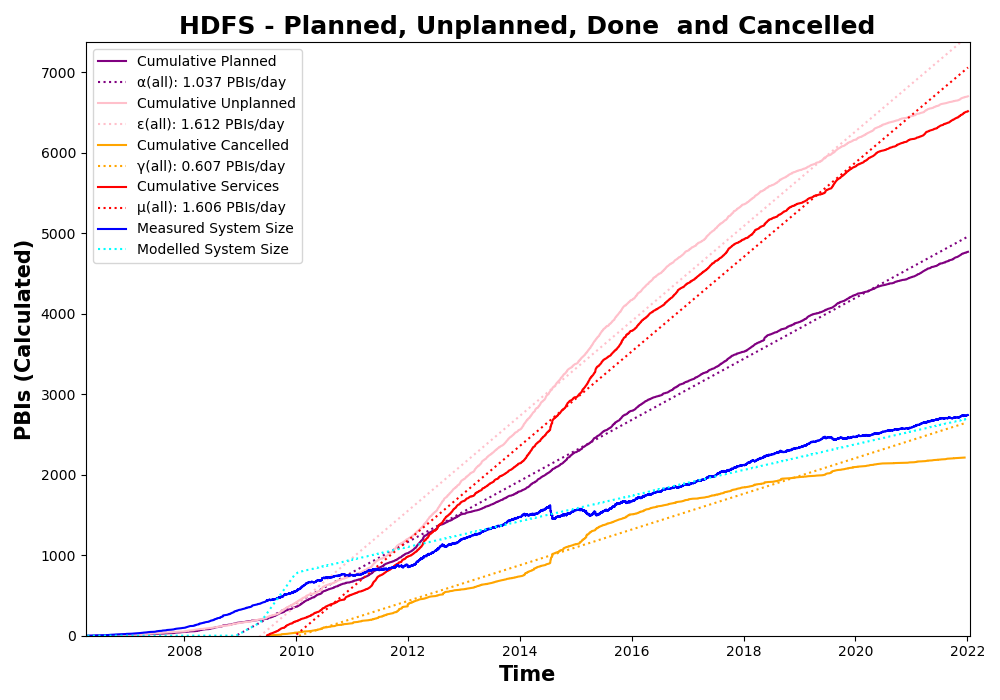 HDFS - Planned, Unplanned, Done  and Cancelled
PBIs (Calculated)
7000
6000
5000
4000
3000
2000
1000
0
Cumulative Planned
α(all): 1.037 PBIs/day
Cumulative Unplanned
ε(all): 1.612 PBIs/day
Cumulative Cancelled
γ(all): 0.607 PBIs/day
Cumulative Services
μ(all): 1.606 PBIs/day
Measured System Size
Modelled System Size
2008 2010 2012 2014 2016 2018 2020 2022
Time